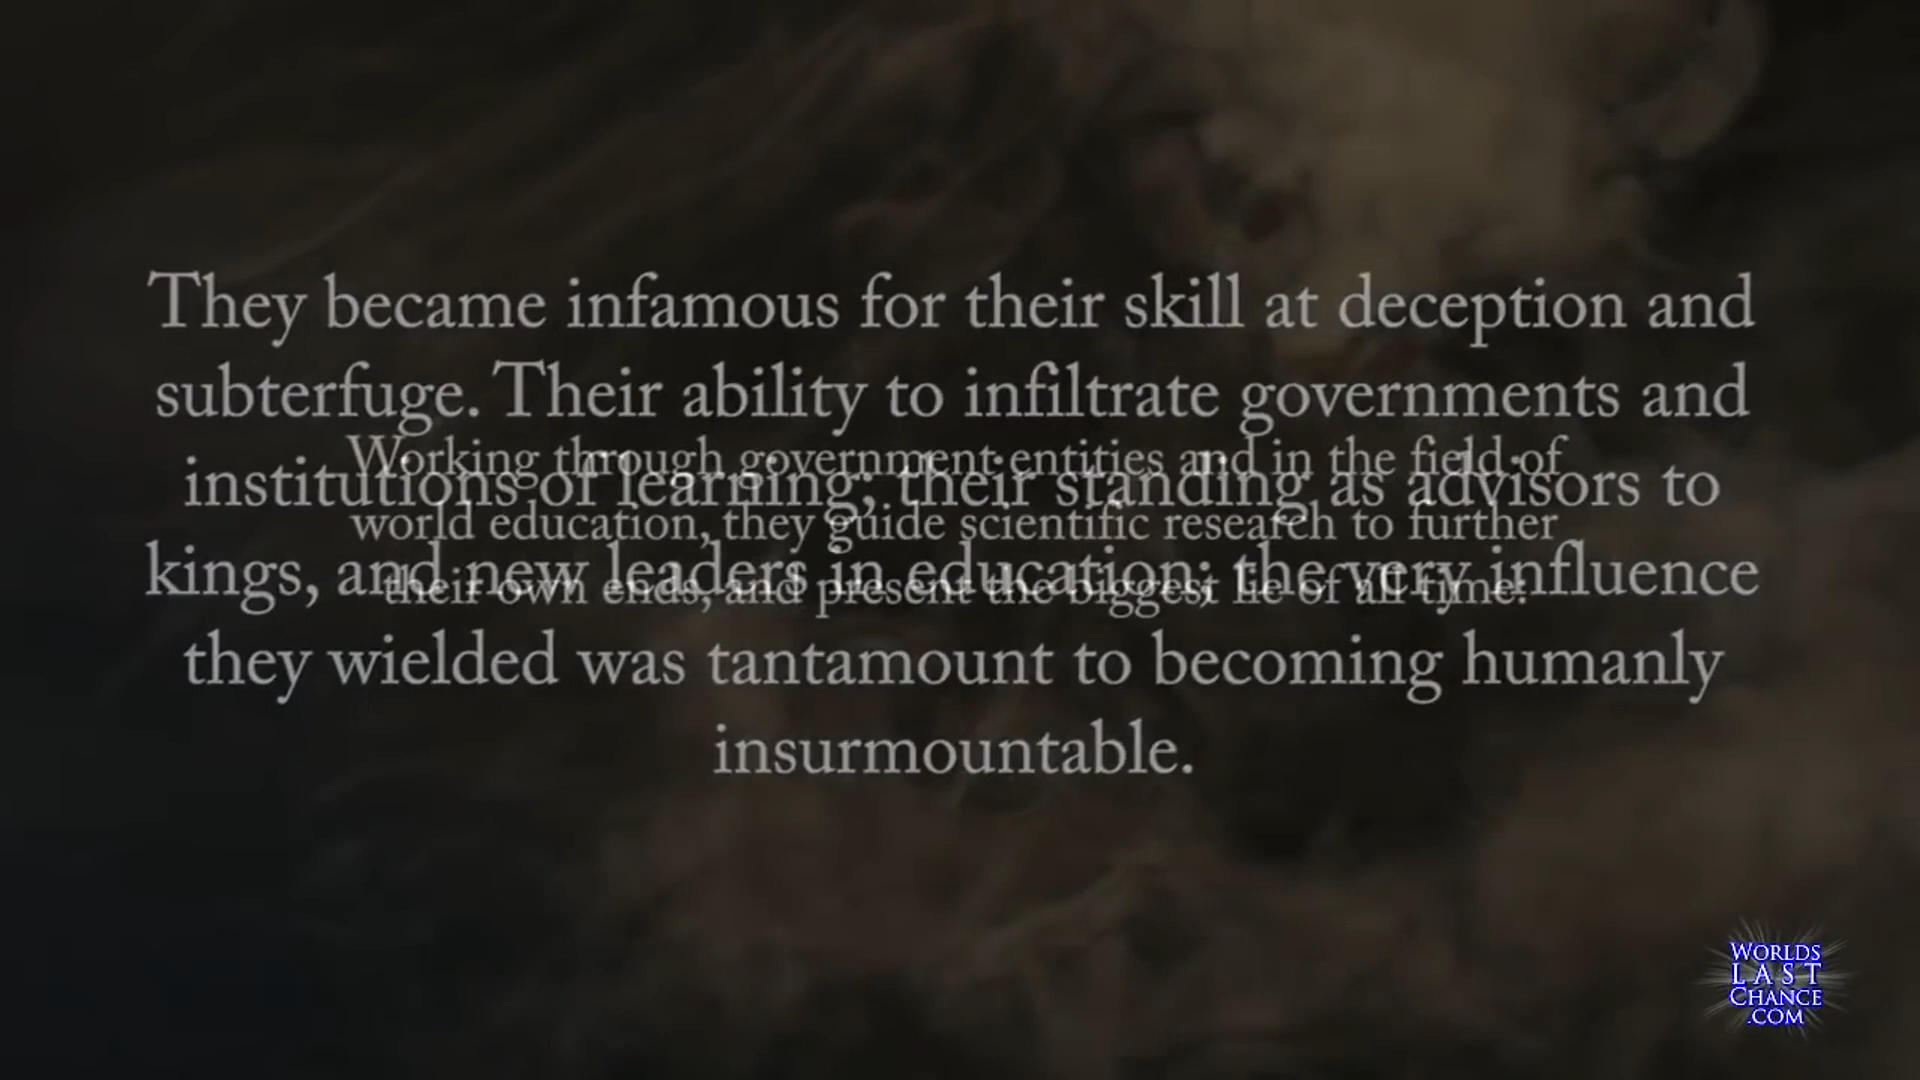 They became infamous for their skill at deception and
subterfuge. Their ability to infiltrate governments and
institutions of learning; their standing as advisors to
kings, and new leaders in education; the very influence
they wielded was tantamount to becoming humanly
insurmountable.
Working through government entities and in the field of
world education, they guide scientific research to further
their own ends, and present the biggest lie of all time:
WORLDS
LAST
CHANCE
.COM